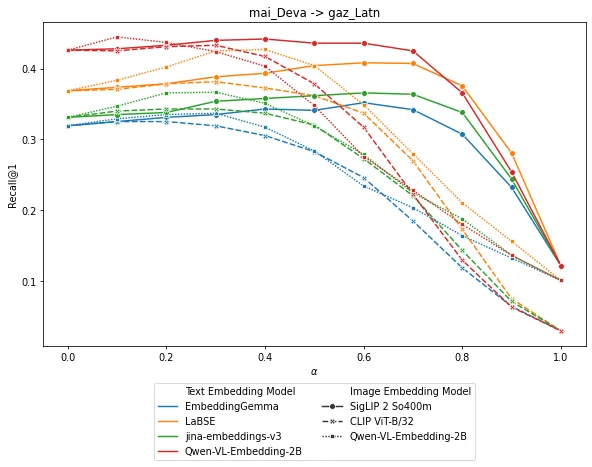 mai_Deva -> gaz_Latn
Recall@1
0.4
0.3
0.2
0.1
0.0 0.2 0.4 0.6 0.8 1.0
α
Text Embedding Model Image Embedding Model
EmbeddingGemma SigLIP 2 So400m
LaBSE CLIP ViT-B/32
jina-embeddings-v3 Qwen-VL-Embedding-2B
Qwen-VL-Embedding-2B